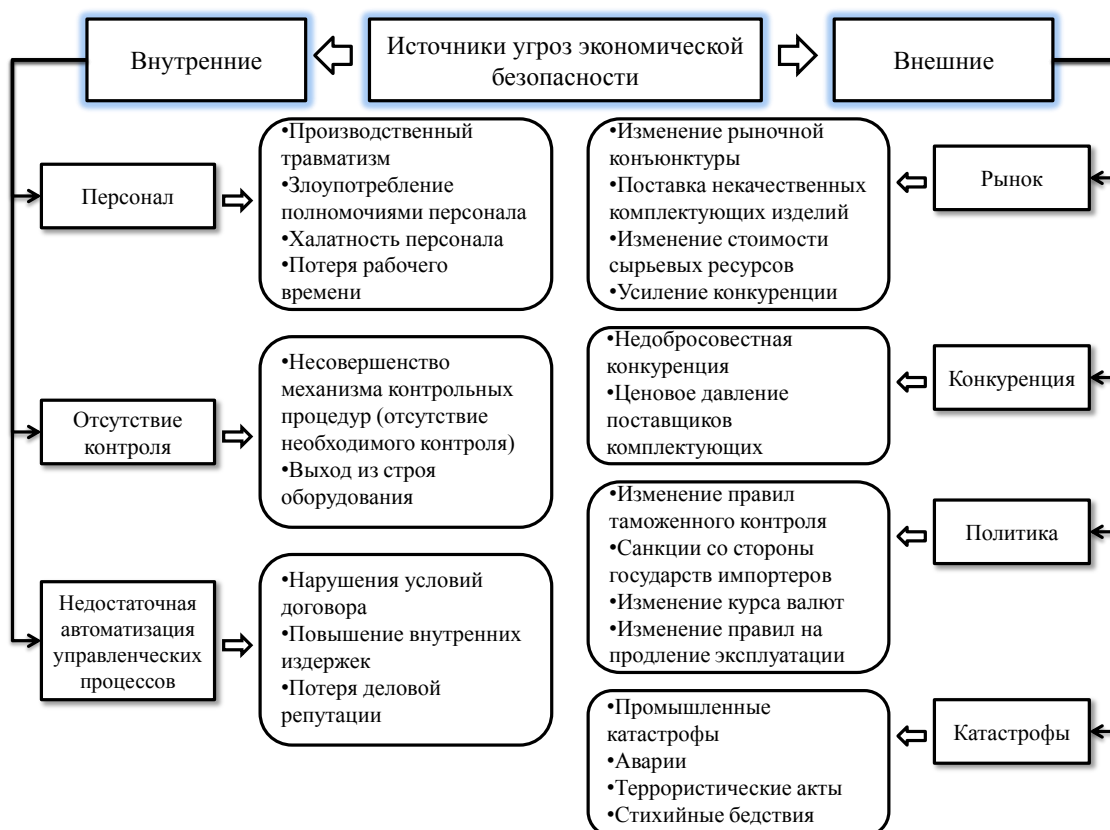 Источники угроз экономической
безопасности
Внутренние
Внешние
Персонал
•Производственный
травматизм
•Злоупотребление
полномочиями персонала
•Халатность персонала
•Потеря рабочего
времени
Отсутствие
контроля
•Несовершенство
механизма контрольных
процедур (отсутствие
необходимого контроля)
•Выход из строя
оборудования
Недостаточная
автоматизация
управленческих
процессов
•Нарушения условий
договора
•Повышение внутренних
издержек
•Потеря деловой
репутации
Рынок
•Изменение рыночной
конъюнктуры
•Поставка некачественных
комплектующих изделий
•Изменение стоимости
сырьевых ресурсов
•Усиление конкуренции
Конкуренция
•Недобросовестная
конкуренция
•Ценовое давление
поставщиков
комплектующих
Политика
•Изменение правил
таможенного контроля
•Санкции со стороны
государств импортеров
•Изменение курса валют
•Изменение правил на
продление эксплуатации
Катастрофы
•Промышленные
катастрофы
•Аварии
•Террористические акты
•Стихийные бедствия